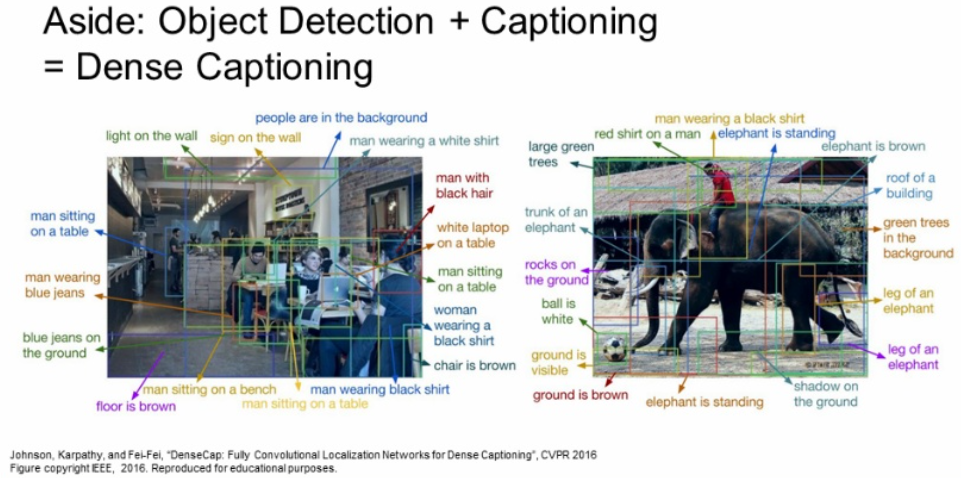 Aside: Object Detection + Captioning
= Dense Captioning
people are in the background
light on the wall
sign on the wall
man wearing a white shirt
man with
black hair
man sitting
on a table
white laptop
on a table
man wearing
blue jeans
man sitting
on a table
woman
wearing a
black shirt
blue jeans on
the ground
chair is brown
man sitting on a bench
man wearing black shirt
floor is brown
man sitting on a table
man wearing a black shirt
red shirt on a man
elephant is standing
large green
trees
elephant is brown
roof of a
building
trunk of an
elephant
green trees
in the
background
rocks on
the ground
leg of an
elephant
ball is
white
leg of an
elephant
ground is
visible
shadow on
the ground
ground is brown
elephant is standing
Johnson, Karpathy, and Fei-Fei, "DenseCap: Fully Convolutional Localization Networks for Dense Captioning", CVPR 2016
Figure copyright IEEE, 2016. Reproduced for educational purposes.